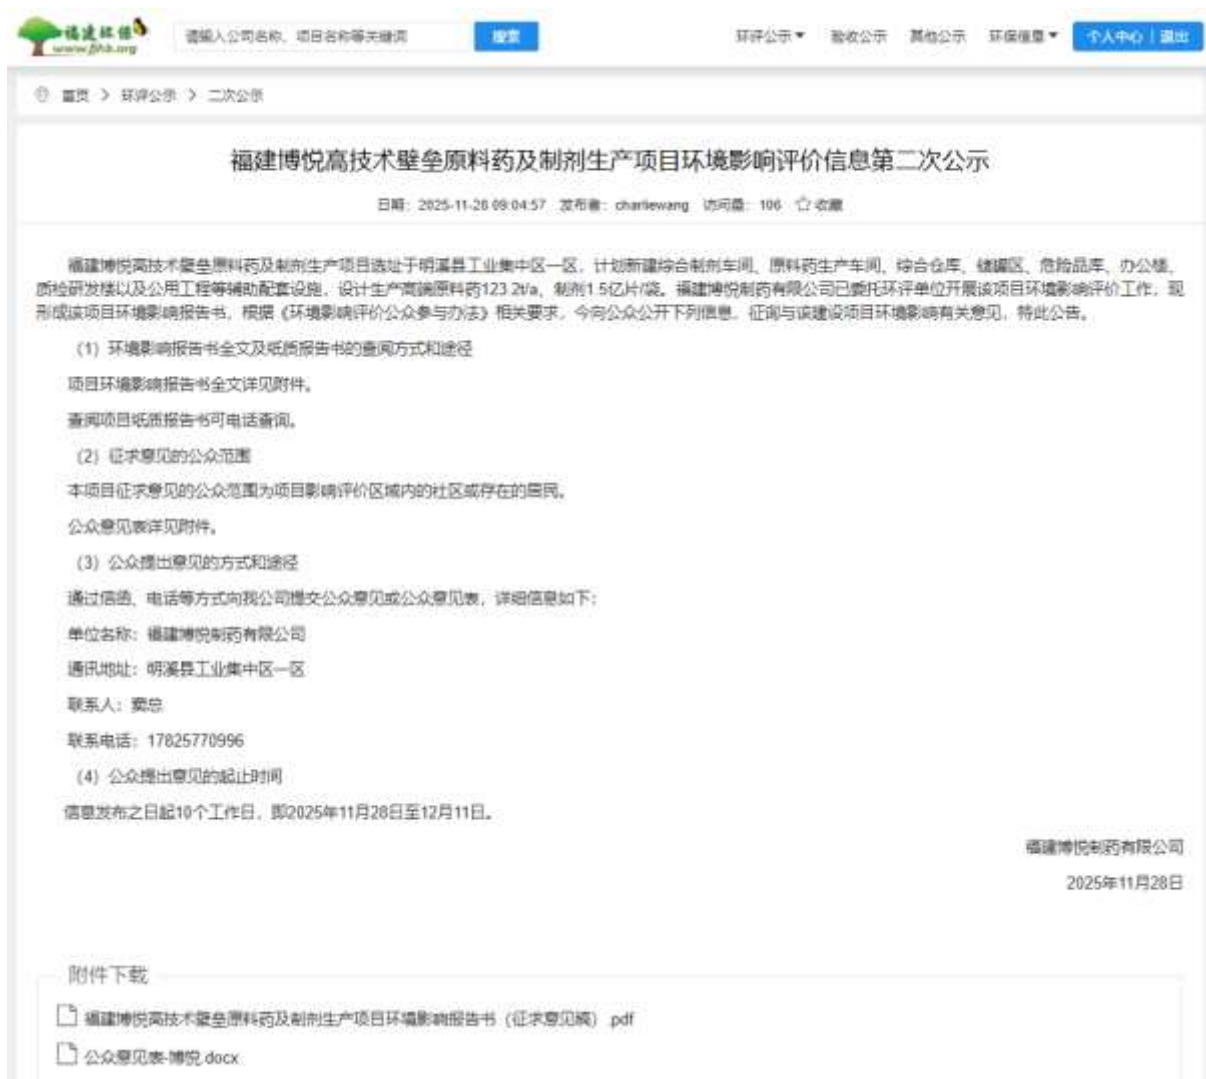 福建环保
www.fjhb.org
请输入公司名称、项目名称等关键词
搜索
环评公示▼ 验收公示 其他公示 环保信息▼ 个人中心 | 退出
首页 > 环评公示 > 二次公示
福建博悦高技术壁垒原料药及制剂生产项目环境影响评价信息第二次公示
日期：2025-11-28 09:04:57 发布者：charliewang 访问量：106 收藏
福建博悦高技术壁垒原料药及制剂生产项目选址于明溪县工业集中区一区，计划新建综合制剂车间、原料药生产车间、综合仓库、储罐区、危险品库、办公楼、
质检研发楼以及公用工程等辅助配套设施，设计生产高端原料药123.2t/a，制剂1.5亿片/袋。福建博悦制药有限公司已委托环评单位开展该项目环境影响评价工作，现
形成该项目环境影响报告书，根据《环境影响评价公众参与办法》相关要求，今向公众公开下列信息，征询与该建设项目环境影响有关意见，特此公告。
（1）环境影响报告书全文及纸质报告书的查阅方式和途径
项目环境影响报告书全文详见附件。
查阅项目纸质报告书可电话查询。
（2）征求意见的公众范围
本项目征求意见的公众范围为项目影响评价区域内的社区或存在的居民。
公众意见表详见附件。
（3）公众提出意见的方式和途径
通过信函、电话等方式向我公司提交公众意见或公众意见表，详细信息如下：
单位名称：福建博悦制药有限公司
通讯地址：明溪县工业集中区一区
联系人：窦总
联系电话：17825770996
（4）公众提出意见的起止时间
信息发布之日起10个工作日，即2025年11月28日至12月11日。
福建博悦制药有限公司
2025年11月28日
附件下载
福建博悦高技术壁垒原料药及制剂生产项目环境影响报告书（征求意见稿）.pdf
公众意见表-博悦.docx